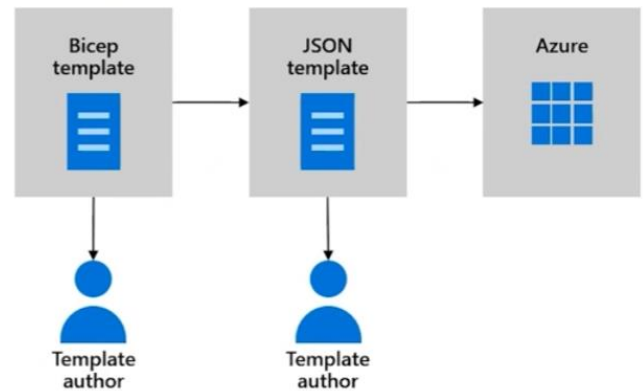 Bicep
template
JSON
template
Azure
Template
author
Template
author